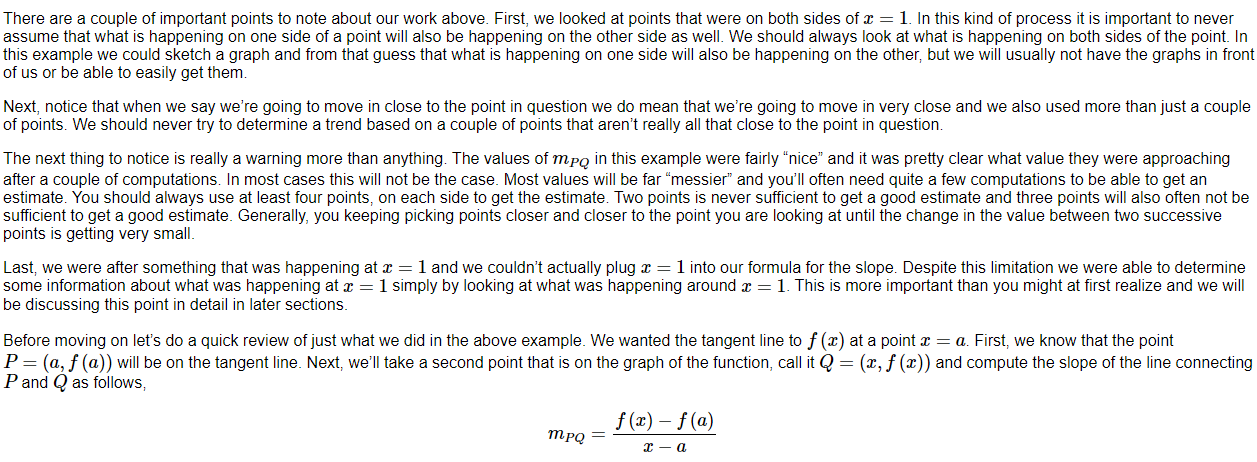 There are a couple of important points to note about our work above. First, we looked at points that were on both sides of x = 1. In this kind of process it is important to never
assume that what is happening on one side of a point will also be happening on the other side as well. We should always look at what is happening on both sides of the point. In
this example we could sketch a graph and from that guess that what is happening on one side will also be happening on the other, but we will usually not have the graphs in front
of us or be able to easily get them.
Next, notice that when we say we're going to move in close to the point in question we do mean that we're going to move in very close and we also used more than just a couple
of points. We should never try to determine a trend based on a couple of points that aren't really all that close to the point in question.
The next thing to notice is really a warning more than anything. The values of m_{PQ} in this example were fairly “nice” and it was pretty clear what value they were approaching
after a couple of computations. In most cases this will not be the case. Most values will be far “messier” and you'll often need quite a few computations to be able to get an
estimate. You should always use at least four points, on each side to get the estimate. Two points is never sufficient to get a good estimate and three points will also often not be
sufficient to get a good estimate. Generally, you keeping picking points closer and closer to the point you are looking at until the change in the value between two successive
points is getting very small.
Last, we were after something that was happening at x = 1 and we couldn't actually plug x = 1 into our formula for the slope. Despite this limitation we were able to determine
some information about what was happening at x = 1 simply by looking at what was happening around x = 1. This is more important than you might at first realize and we will
be discussing this point in detail in later sections.
Before moving on let's do a quick review of just what we did in the above example. We wanted the tangent line to f (x) at a point x = a. First, we know that the point
P = (a, f (a)) will be on the tangent line. Next, we'll take a second point that is on the graph of the function, call it Q = (x, f (x)) and compute the slope of the line connecting
P and Q as follows,
m_{PQ} = \frac{f (x) − f (a)}{x − a}